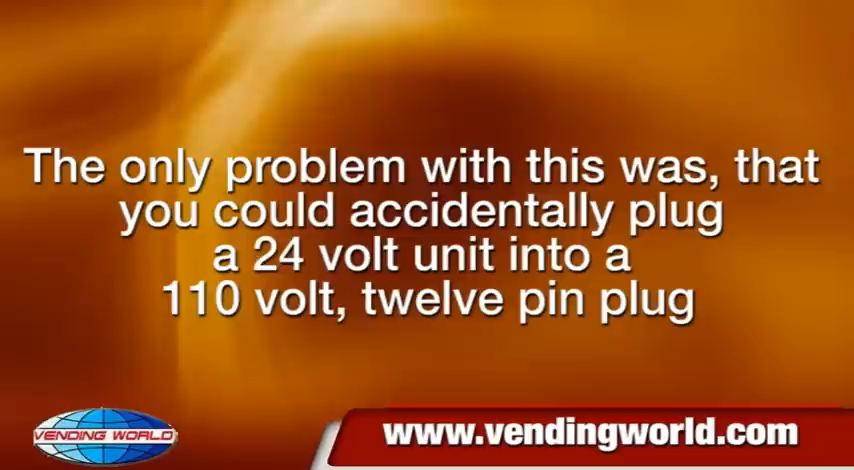 The only problem with this was, that
you could accidentally plug
a 24 volt unit into a
110 volt, twelve pin plug
VENDING WORLD
www.vendingworld.com